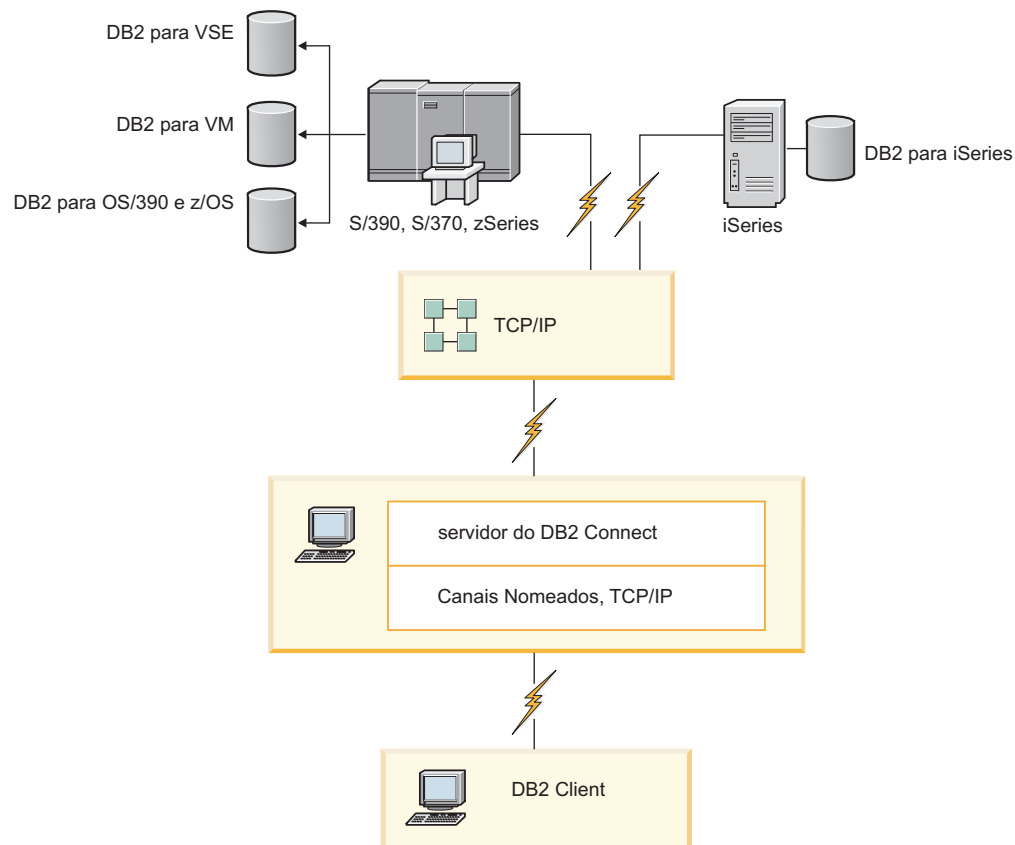 DB2 para VSE
DB2 para VM
DB2 para OS/390 e z/OS
S/390, S/370, zSeries
iSeries
DB2 para iSeries
TCP/IP
servidor do DB2 Connect
Canais Nomeados, TCP/IP
DB2 Client